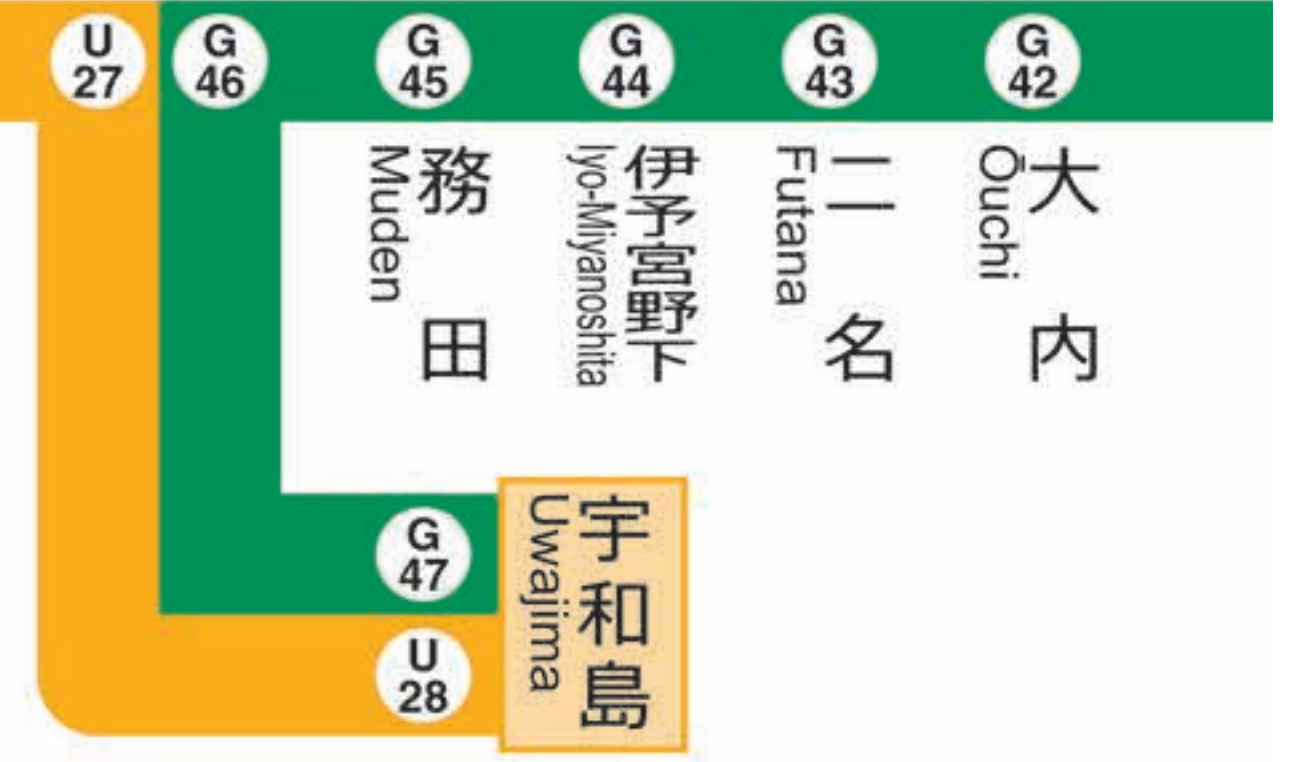 U
27
G
46
G
45
G
44
G
43
G
42
務田
Muden
伊予宮野下
Iyo-Miyanoshita
二名
Futana
大内
Ōuchi
G
47
U
28
宇和島
Uwajima